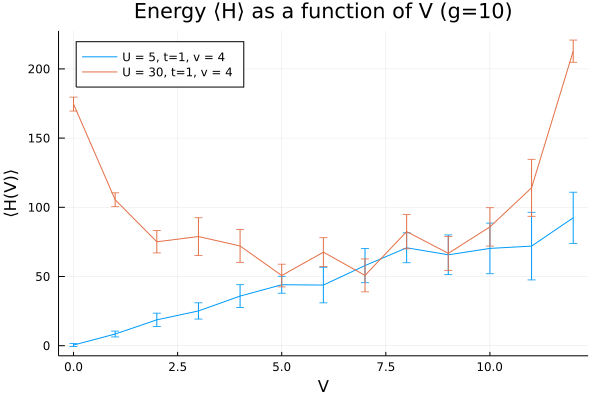 Energy ⟨H⟩ as a function of V (g=10)
U = 5, t=1, v = 4
U = 30, t=1, v = 4
⟨H(V)⟩
200
150
100
50
0
0.0 2.5 5.0 7.5 10.0
V